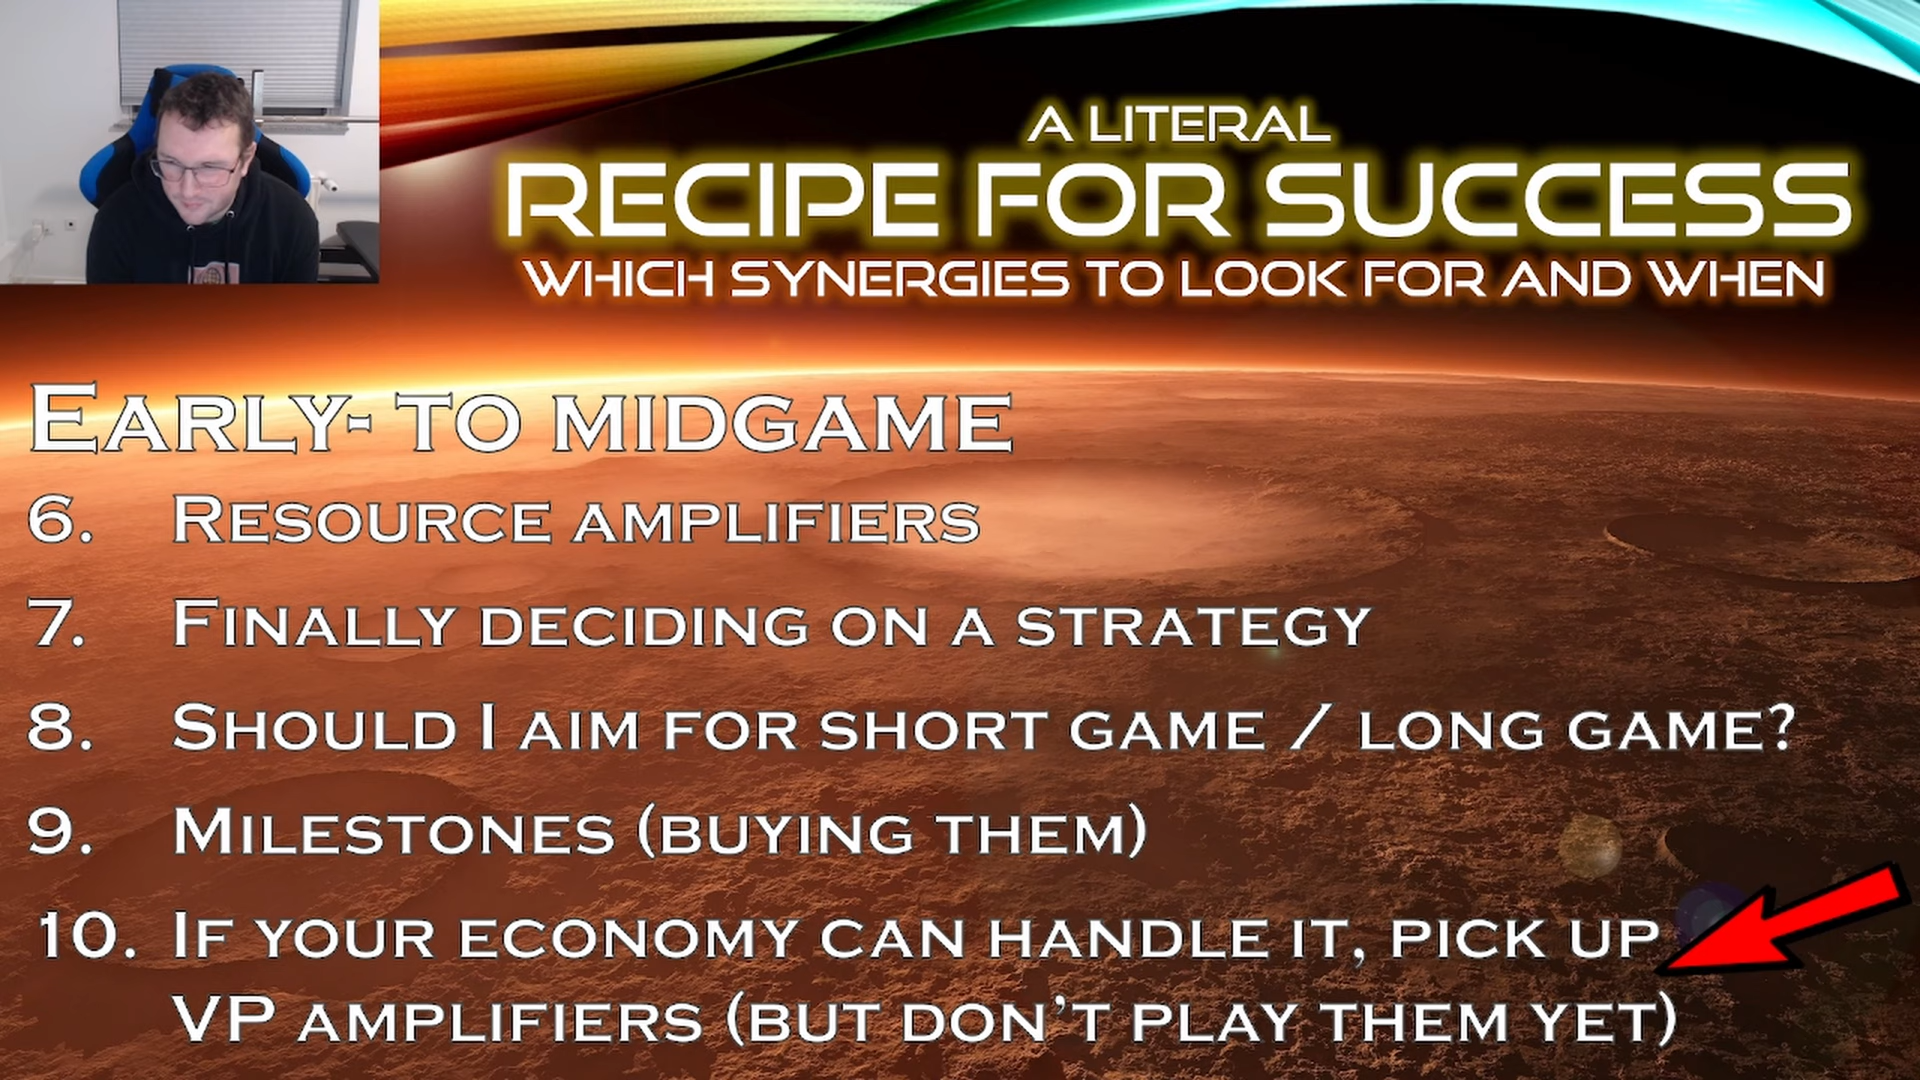 A LITERAL
RECIPE FOR SUCCESS
WHICH SYNERGIES TO LOOK FOR AND WHEN
EARLY- TO MIDGAME
6. RESOURCE AMPLIFIERS
7. FINALLY DECIDING ON A STRATEGY
8. SHOULD I AIM FOR SHORT GAME / LONG GAME?
9. MILESTONES (BUYING THEM)
10. IF YOUR ECONOMY CAN HANDLE IT, PICK UP
VP AMPLIFIERS (BUT DON'T PLAY THEM YET)